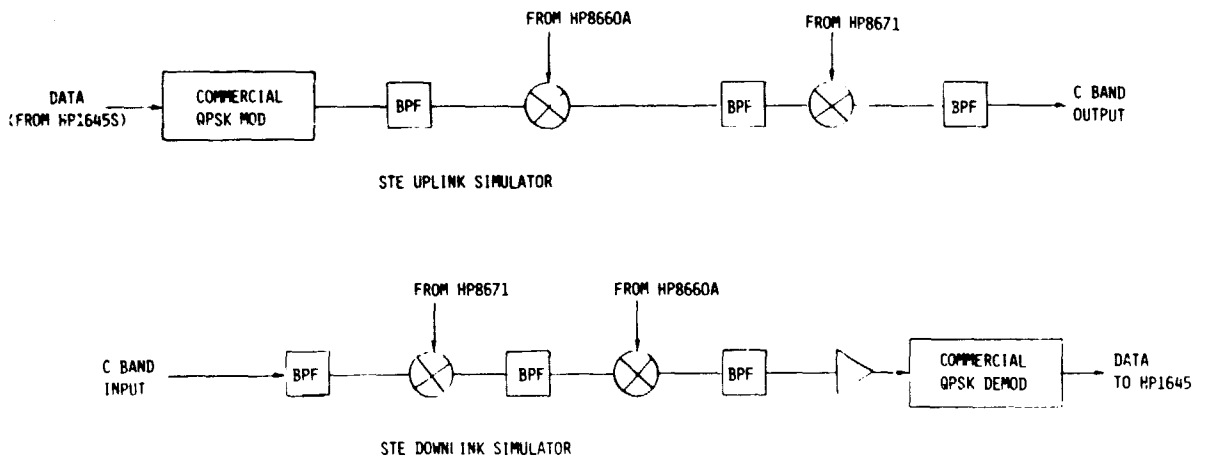 FROM HP8660A
FROM HP8671
DATA
(FROM HP1645S)
COMMERCIAL
QPSK MOD
BPF
BPF
BPF
C BAND
OUTPUT
STE UPLINK SIMULATOR
FROM HP8671
FROM HP8660A
C BAND
INPUT
BPF
BPF
BPF
COMMERCIAL
QPSK DEMOD
DATA
TO HP1645
STE DOWNLINK SIMULATOR